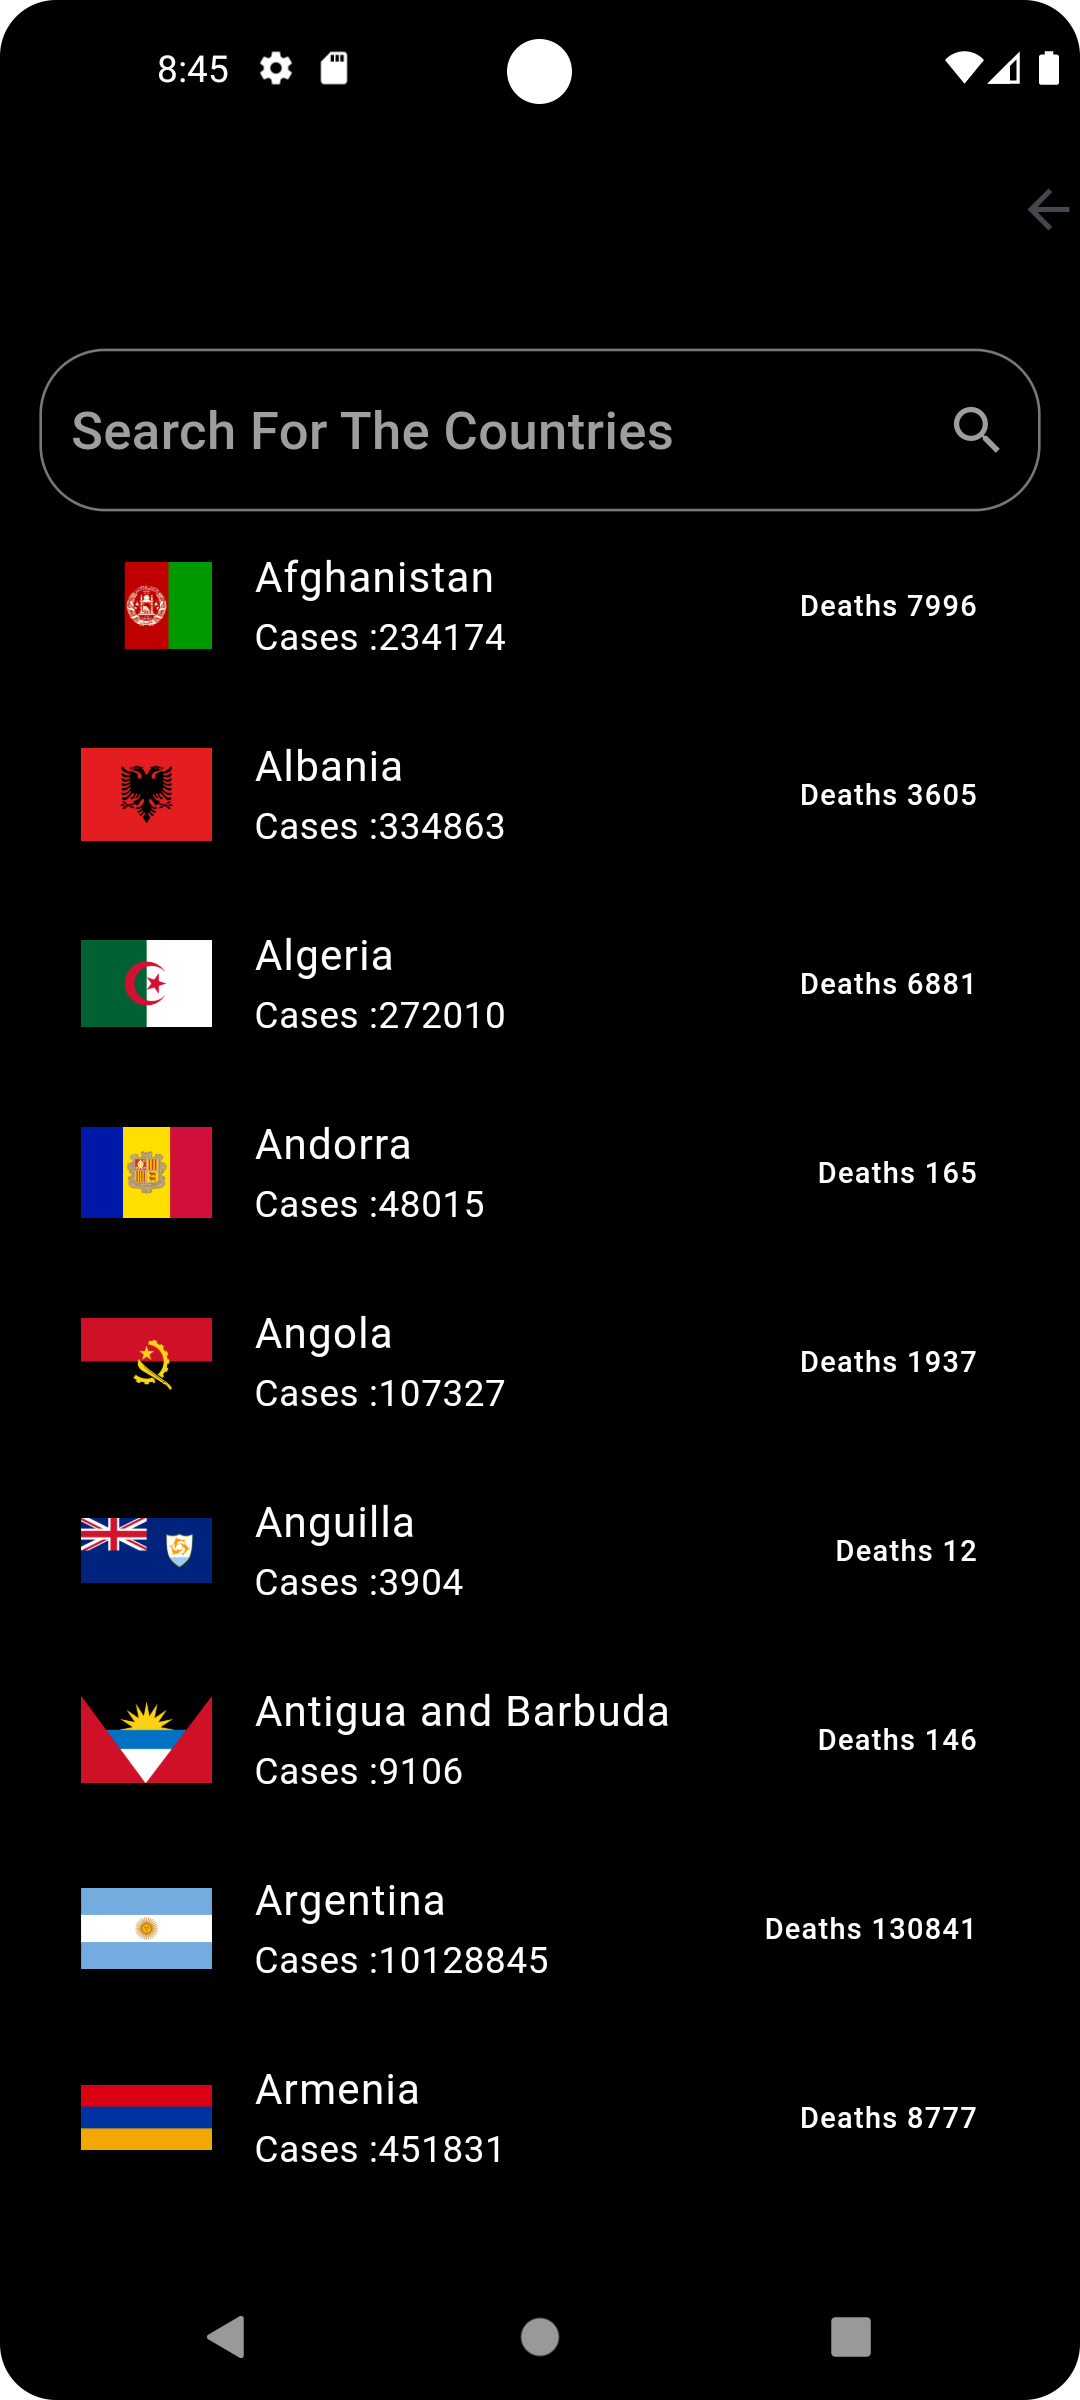 8:45
Search For The Countries
Afghanistan
Cases :234174
Deaths 7996
Albania
Cases :334863
Deaths 3605
Algeria
Cases :272010
Deaths 6881
Andorra
Cases :48015
Deaths 165
Angola
Cases :107327
Deaths 1937
Anguilla
Cases :3904
Deaths 12
Antigua and Barbuda
Cases :9106
Deaths 146
Argentina
Cases :10128845
Deaths 130841
Armenia
Cases :451831
Deaths 8777